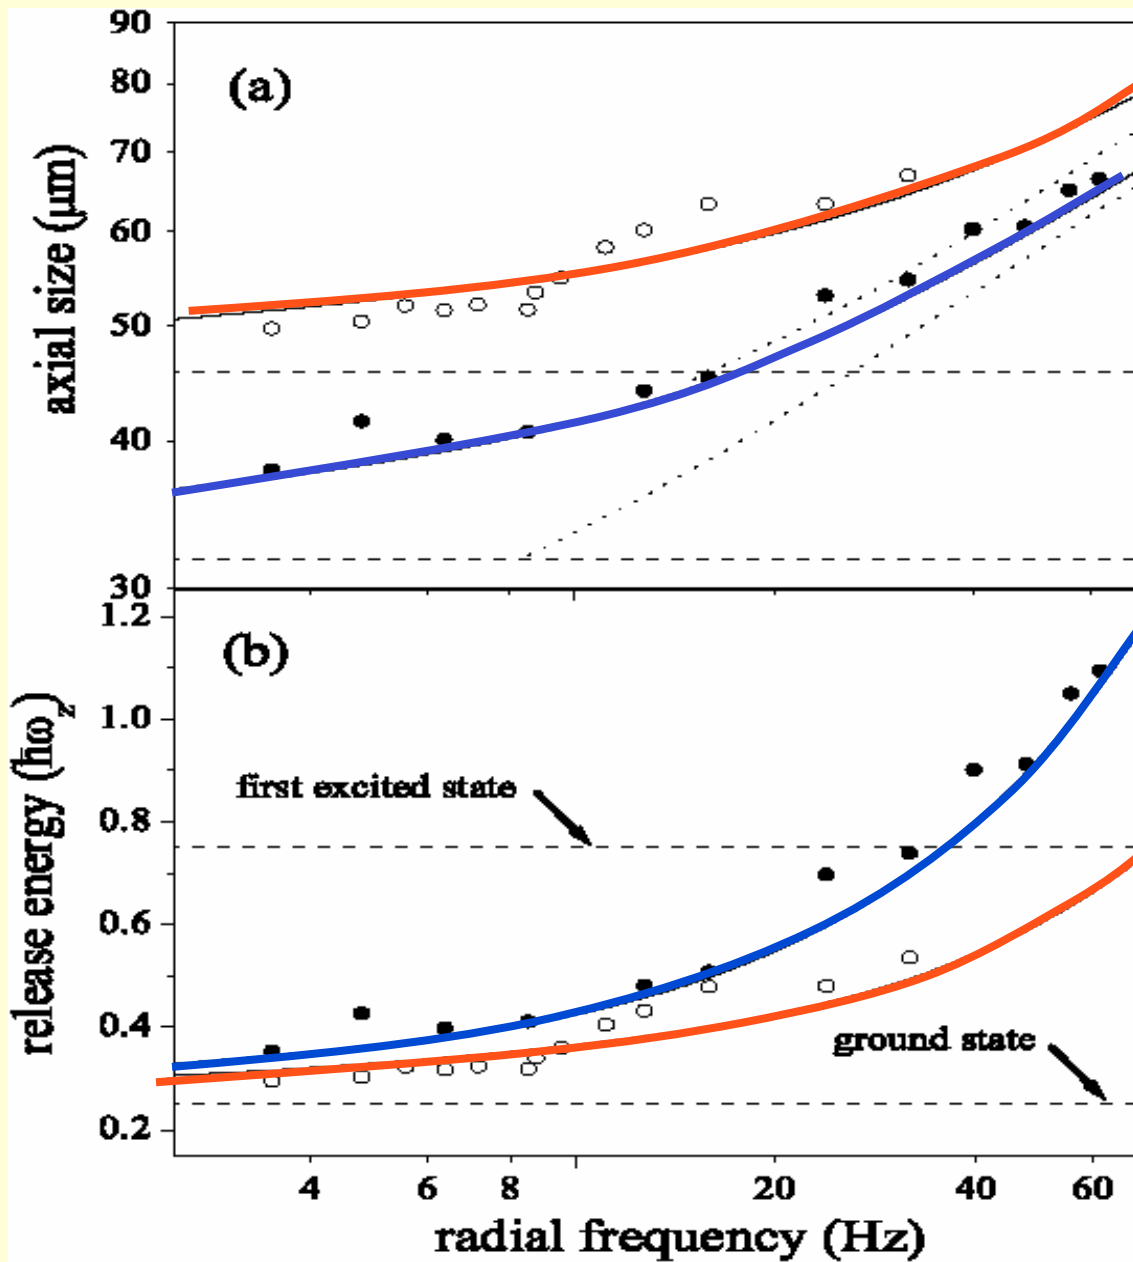 (a)
90
80
70
60
50
40
30
axial size (μm)
(b)
1.2
1.0
0.8
0.6
0.4
0.2
release energy (ħω_z)
first excited state
ground state
4 6 8 20 40 60
radial frequency (Hz)